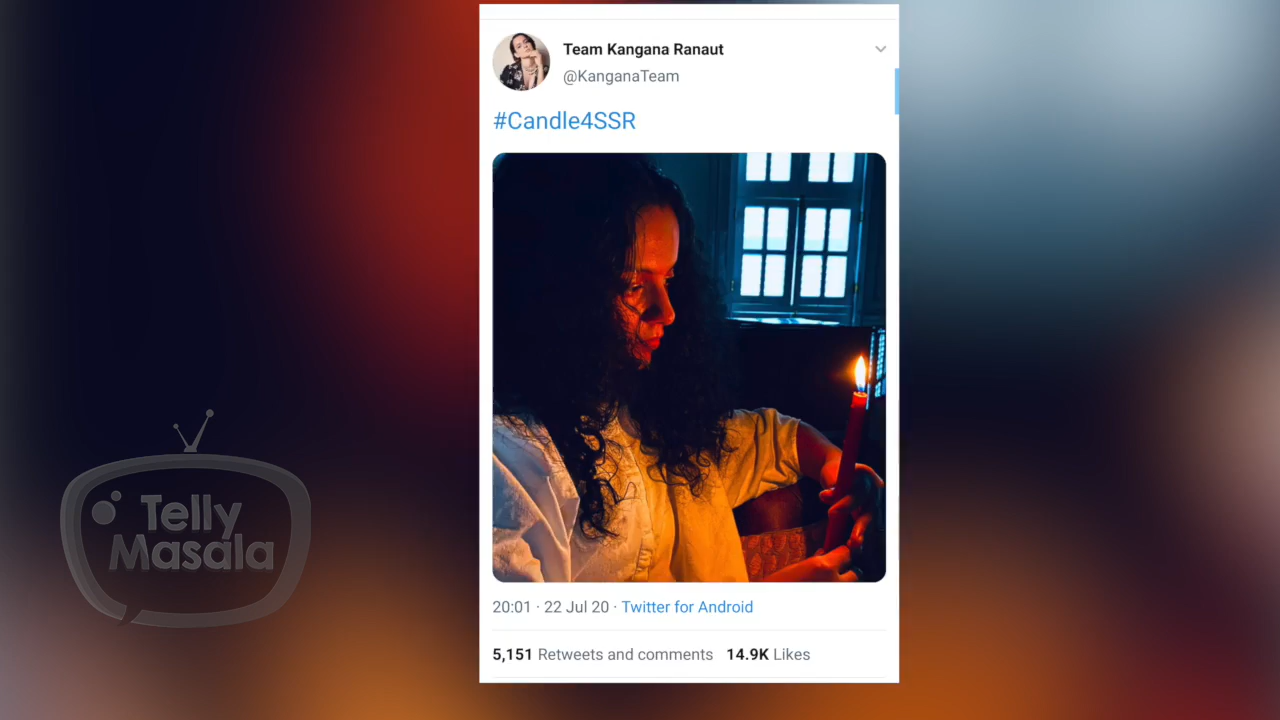 Team Kangana Ranaut
@KanganaTeam
#Candle4SSR
Telly
Masala
20:01 · 22 Jul 20 · Twitter for Android
5,151 Retweets and comments 14.9K Likes